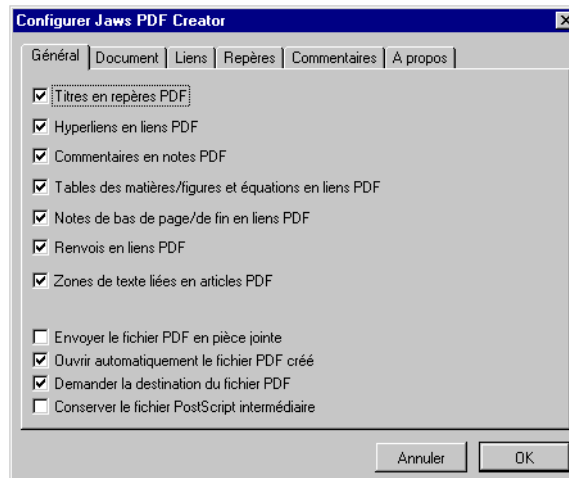 Configurer Jaws PDF Creator
Général Document Liens Repères Commentaires A propos
Titres en repères PDF
Hyperliens en liens PDF
Commentaires en notes PDF
Tables des matières/figures et équations en liens PDF
Notes de bas de page/de fin en liens PDF
Renvois en liens PDF
Zones de texte liées en articles PDF
Envoyer le fichier PDF en pièce jointe
Ouvrir automatiquement le fichier PDF créé
Demander la destination du fichier PDF
Conserver le fichier PostScript intermédiaire
Annuler OK